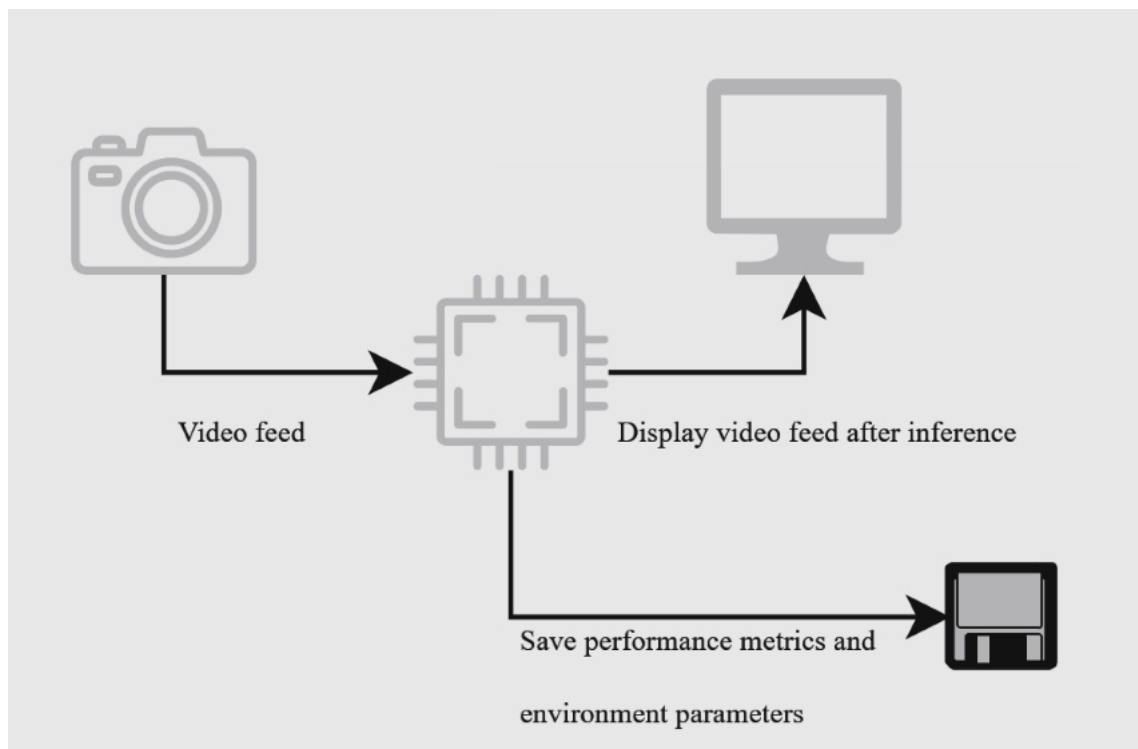 Video feed
Display video feed after inference
Save performance metrics and
environment parameters